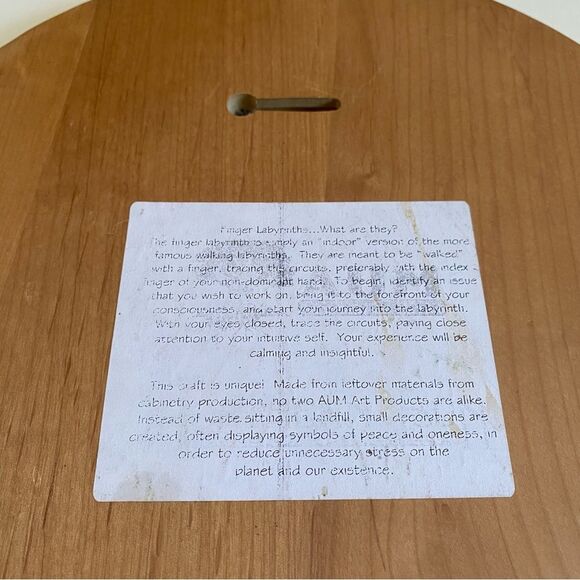 Finger Labyrinths...What are they?
The finger labyrinth is simply an "indoor" version of the more
famous walking labyrinths. They are meant to be "walked"
with a finger, tracing the circuits, preferably with the index
finger of your non-dominant hand. To begin, identify an issue
that you wish to work on, bring it to the forefront of your
consciousness, and start your journey into the labyrinth.
With your eyes closed, trace the circuits, paying close
attention to your intuitive self. Your experience will be
calming and insightful.
This craft is unique! Made from leftover materials from
cabinetry production, no two AUM Art Products are alike.
Instead of waste sitting in a landfill, small decorations are
created, often displaying symbols of peace and oneness, in
order to reduce unnecessary stress on the
planet and our existence.